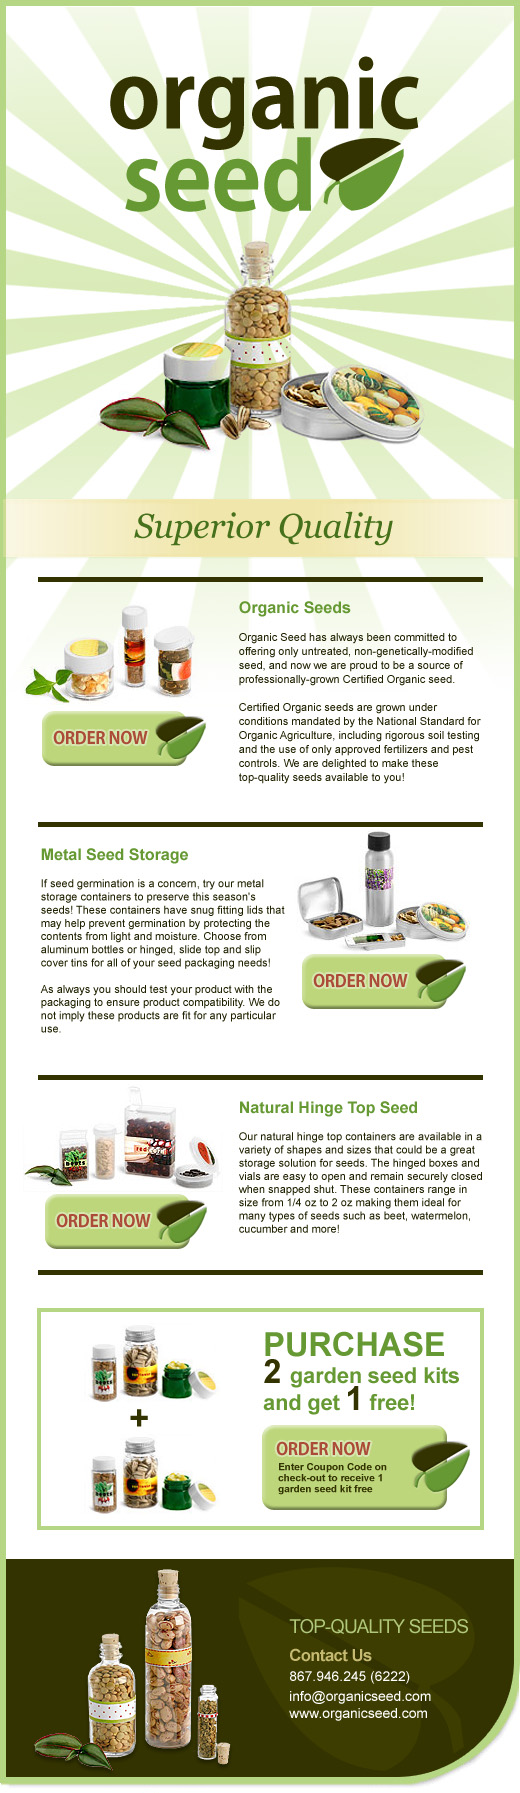 organic
seed
Superior Quality
Organic Seeds
Organic Seed has always been committed to
offering only untreated, non-genetically-modified
seed, and now we are proud to be a source of
professionally-grown Certified Organic seed.
Certified Organic seeds are grown under
conditions mandated by the National Standard for
Organic Agriculture, including rigorous soil testing
and the use of only approved fertilizers and pest
controls. We are delighted to make these
top-quality seeds available to you!
ORDER NOW
Metal Seed Storage
If seed germination is a concern, try our metal
storage containers to preserve this season's
seeds! These containers have snug fitting lids that
may help prevent germination by protecting the
contents from light and moisture. Choose from
aluminum bottles or hinged, slide top and slip
cover tins for all of your seed packaging needs!
As always you should test your product with the
packaging to ensure product compatibility. We do
not imply these products are fit for any particular
use.
ORDER NOW
Natural Hinge Top Seed
Our natural hinge top containers are available in a
variety of shapes and sizes that could be a great
storage solution for seeds. The hinged boxes and
vials are easy to open and remain securely closed
when snapped shut. These containers range in
size from 1/4 oz to 2 oz making them ideal for
many types of seeds such as beet, watermelon,
cucumber and more!
BEETS
ORDER NOW
PURCHASE
2 garden seed kits
and get 1 free!
+
ORDER NOW
Enter Coupon Code on
check-out to receive 1
garden seed kit free
TOP-QUALITY SEEDS
Contact Us
867.946.245 (6222)
info@organicseed.com
www.organicseed.com